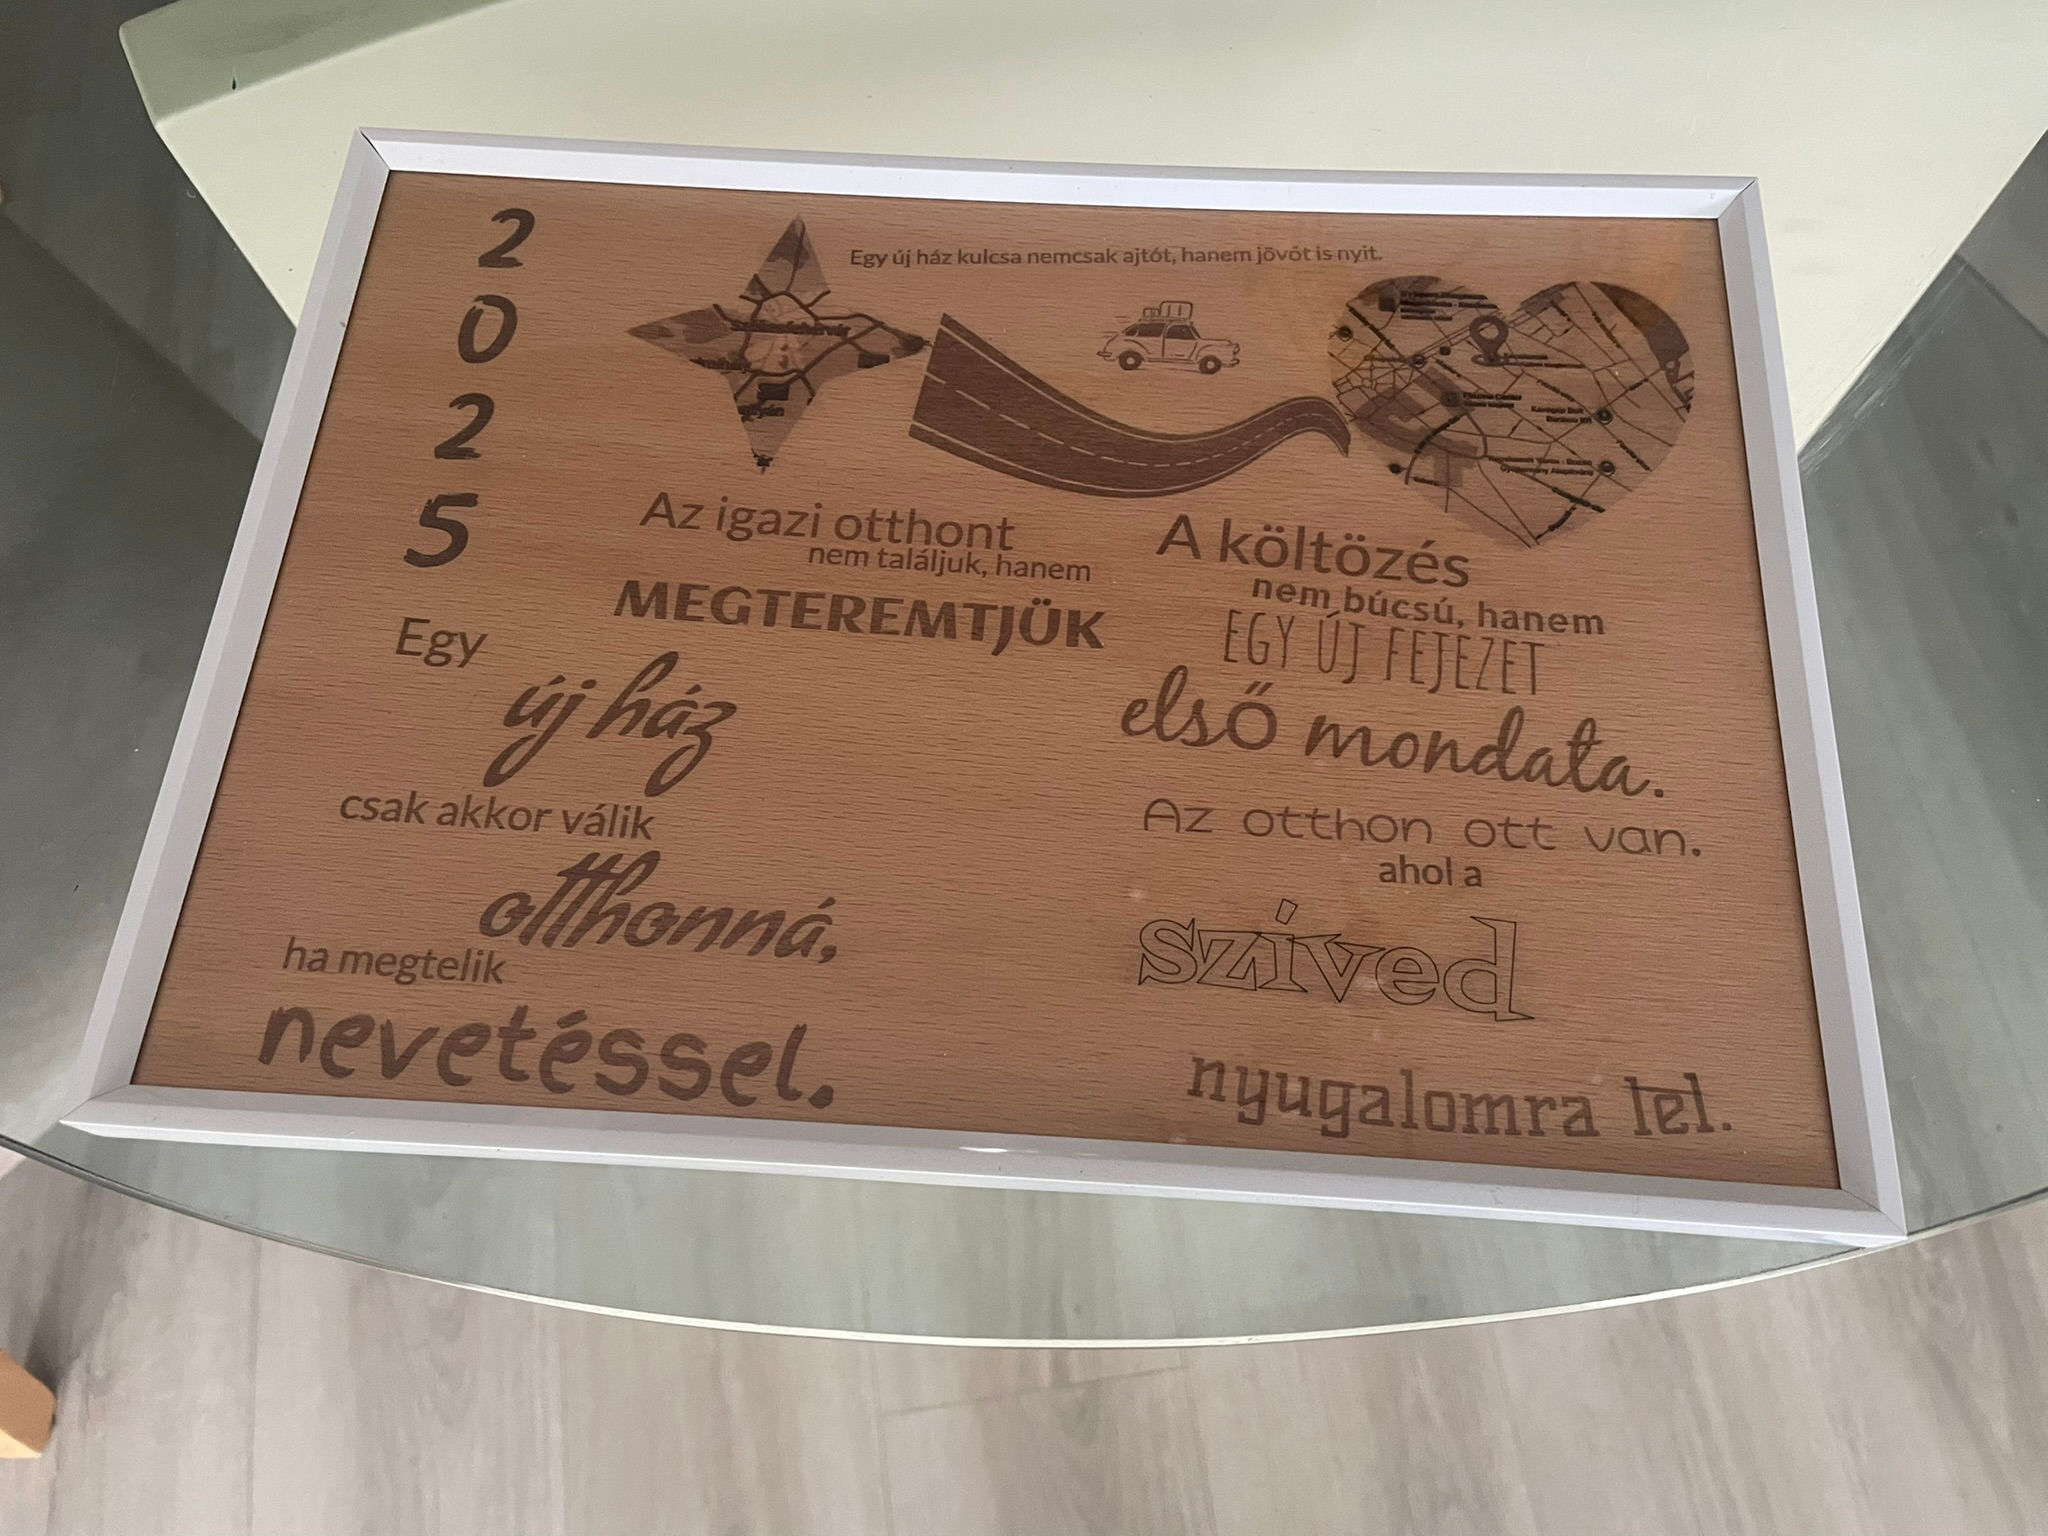 2
0
2
5
Egy új ház kulcsa nemcsak ajtót, hanem jövőt is nyit.
Az igazi otthont
nem találjuk, hanem
MEGTEREMTJÜK
A költözés
nem búcsú, hanem
EGY ÚJ FEJEZET
első mondata.
Egy
új ház
csak akkor válik
otthonná,
ha megtelik
nevetéssel.
Az otthon ott van.
ahol a
szíved
nyugalomra lel.